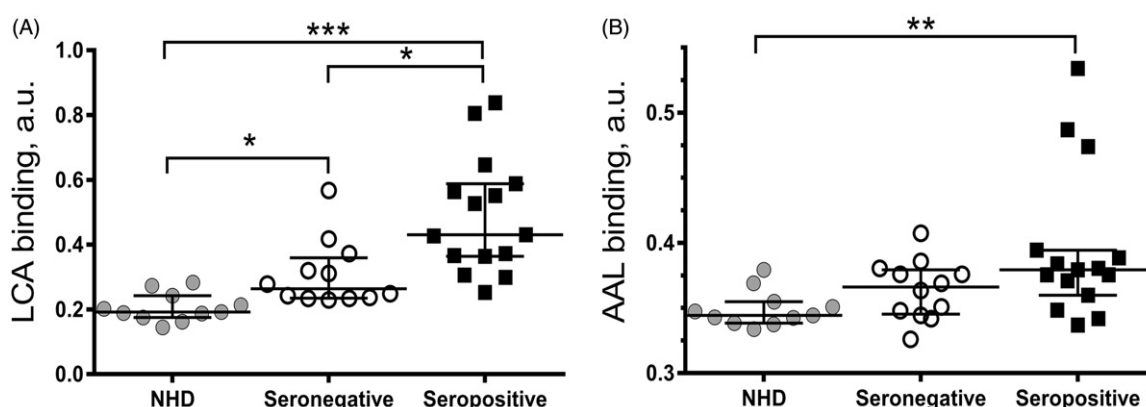 (A)
***
*
*
LCA binding, a.u.
1.0
0.8
0.6
0.4
0.2
0.0
NHD Seronegative Seropositive
(B)
**
AAL binding, a.u.
0.5
0.4
0.3
NHD Seronegative Seropositive